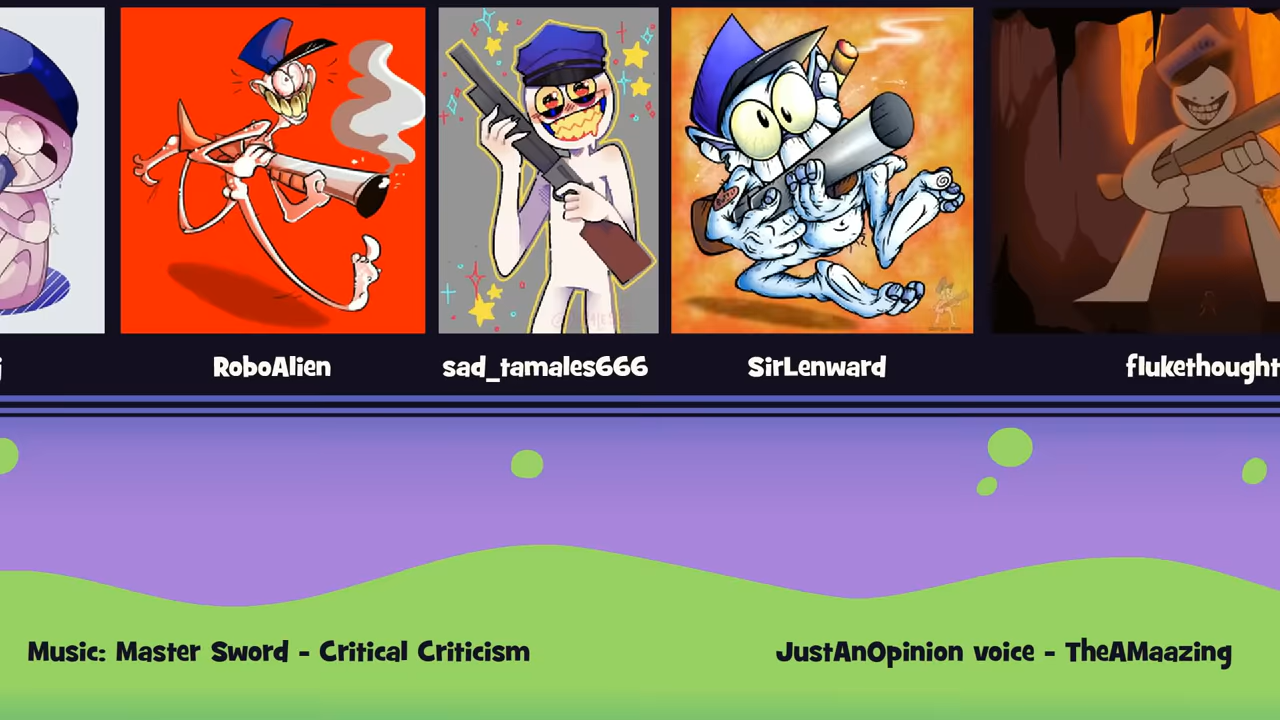 RoboAlien
sad_tamales666
SirLenward
flukethought
Music: Master Sword - Critical Criticism
JustAnOpinion voice - TheAMaazing